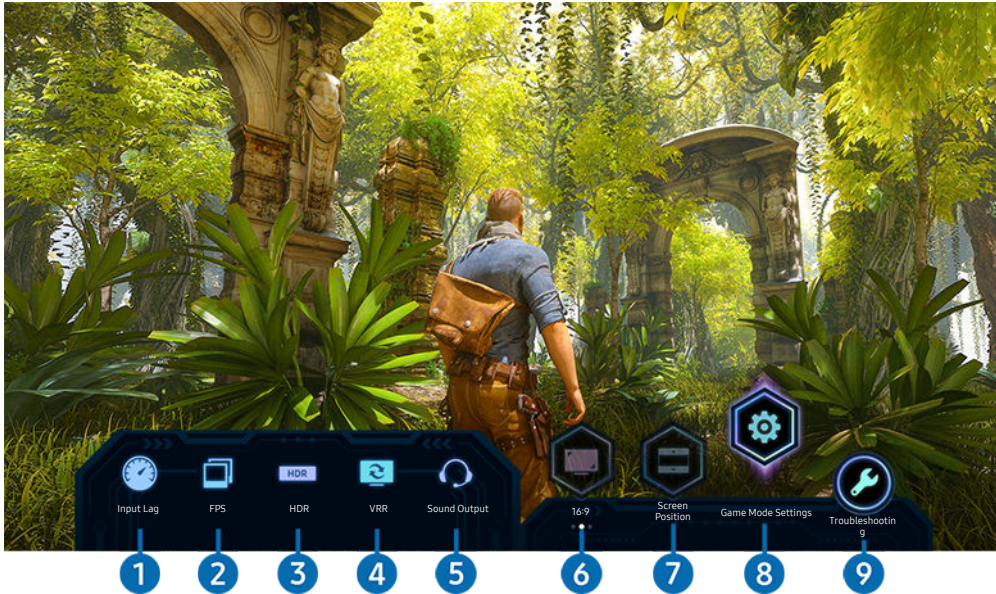 HDR
Input Lag
FPS
HDR
VRR
Sound Output
16:9
Screen
Position
Game Mode Settings
Troubleshootin
g
1
2
3
4
5
6
7
8
9